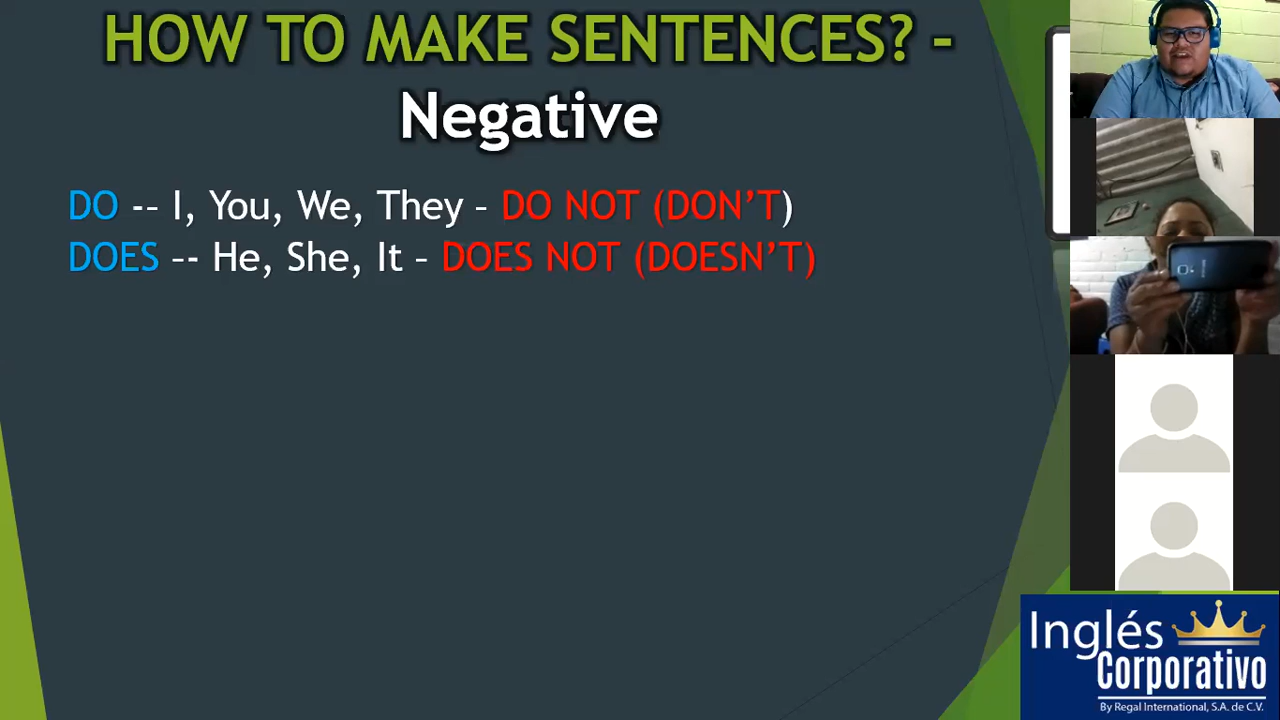 HOW TO MAKE SENTENCES? -
Negative
DO -- I, You, We, They – DO NOT (DON'T)
DOES -- He, She, It – DOES NOT (DOESN'T)
Inglés
Corporativo
By Regal International, S.A. de C.V.